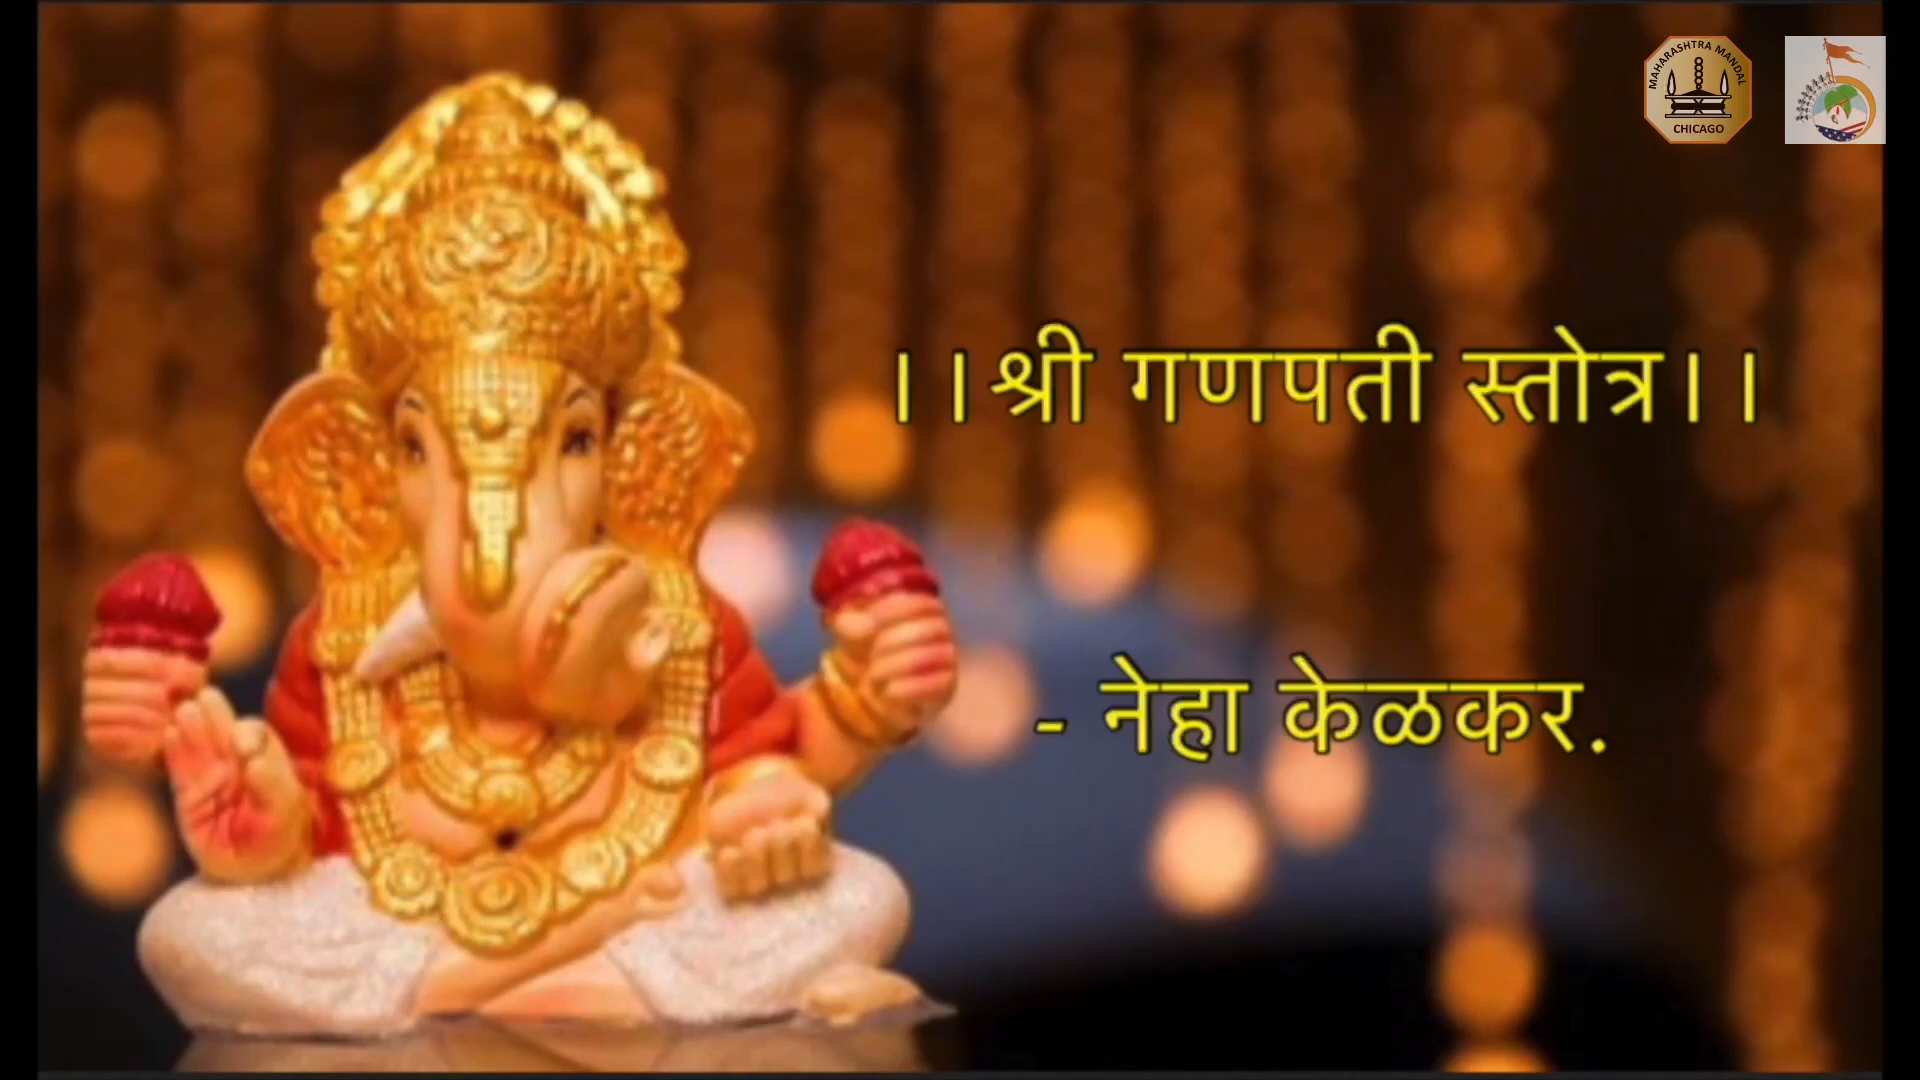 MAHARASHTRA MANDAL
CHICAGO
।।श्री गणपती स्तोत्र।।
- नेहा केळकर.